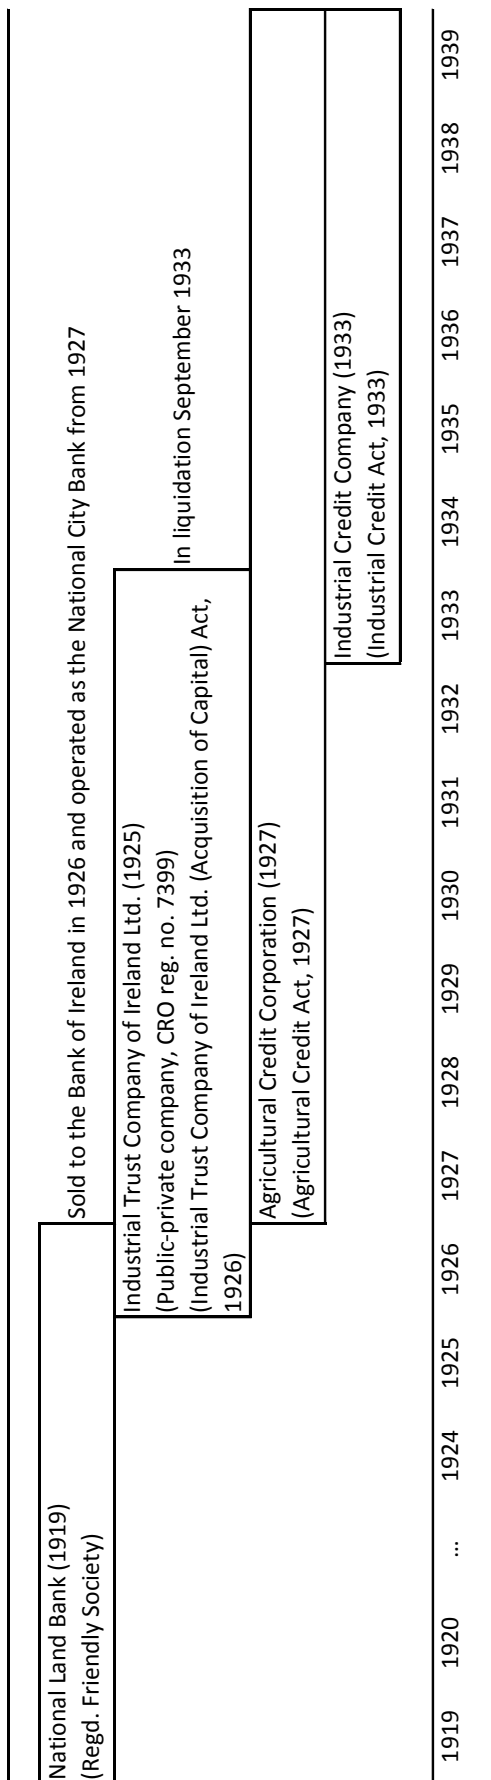 National Land Bank (1919)
(Regd. Friendly Society)
Sold to the Bank of Ireland in 1926 and operated as the National City Bank from 1927
Industrial Trust Company of Ireland Ltd. (1925)
(Public-private company, CRO reg. no. 7399)
(Industrial Trust Company of Ireland Ltd. (Acquisition of Capital) Act,
1926)
In liquidation September 1933
Agricultural Credit Corporation (1927)
(Agricultural Credit Act, 1927)
Industrial Credit Company (1933)
(Industrial Credit Act, 1933)
1919 1920 ... 1924 1925 1926 1927 1928 1929 1930 1931 1932 1933 1934 1935 1936 1937 1938 1939